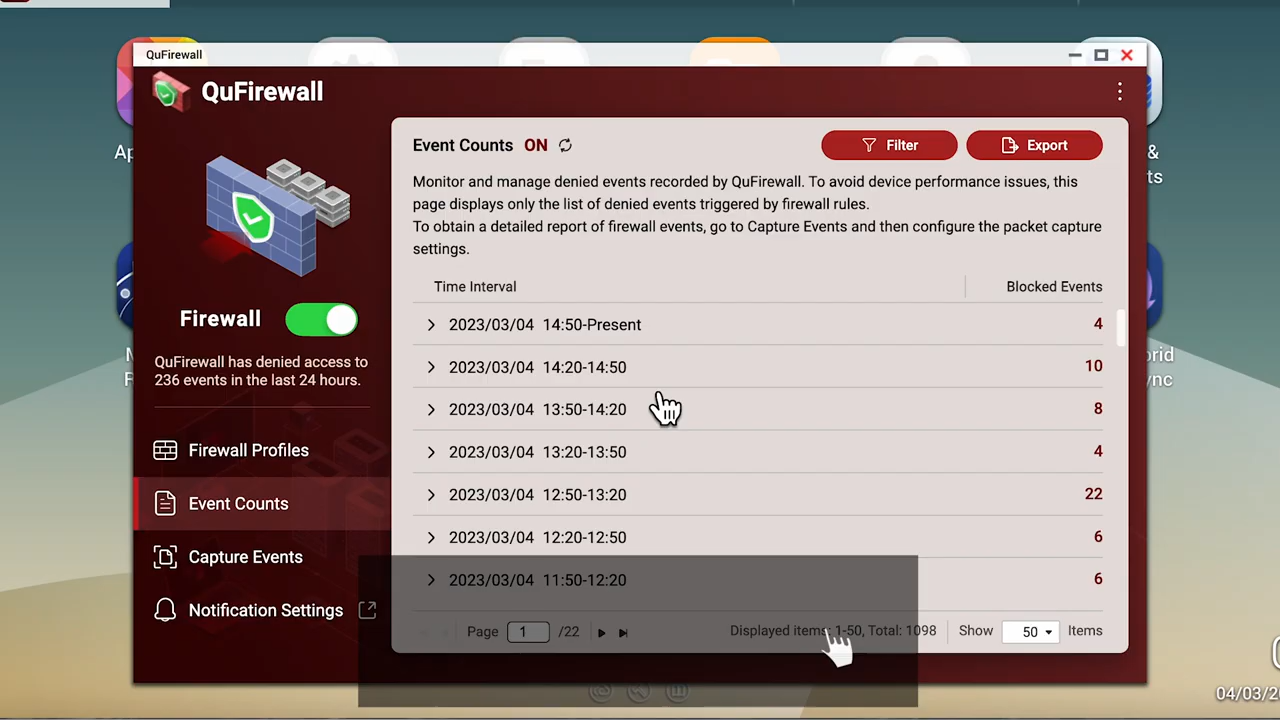 QuFirewall
QuFirewall
Ap
&
ts
Event Counts ON
Filter
Export
Monitor and manage denied events recorded by QuFirewall. To avoid device performance issues, this
page displays only the list of denied events triggered by firewall rules.
To obtain a detailed report of firewall events, go to Capture Events and then configure the packet capture
settings.
Time Interval Blocked Events
2023/03/04 14:50-Present 4
2023/03/04 14:20-14:50 10
2023/03/04 13:50-14:20 8
2023/03/04 13:20-13:50 4
2023/03/04 12:50-13:20 22
2023/03/04 12:20-12:50 6
2023/03/04 11:50-12:20 6
Page 1 /22 Displayed items: 1-50, Total: 1098 Show 50 Items
Firewall
QuFirewall has denied access to
236 events in the last 24 hours.
Firewall Profiles
Event Counts
Capture Events
Notification Settings
rid
nc
04/03/20